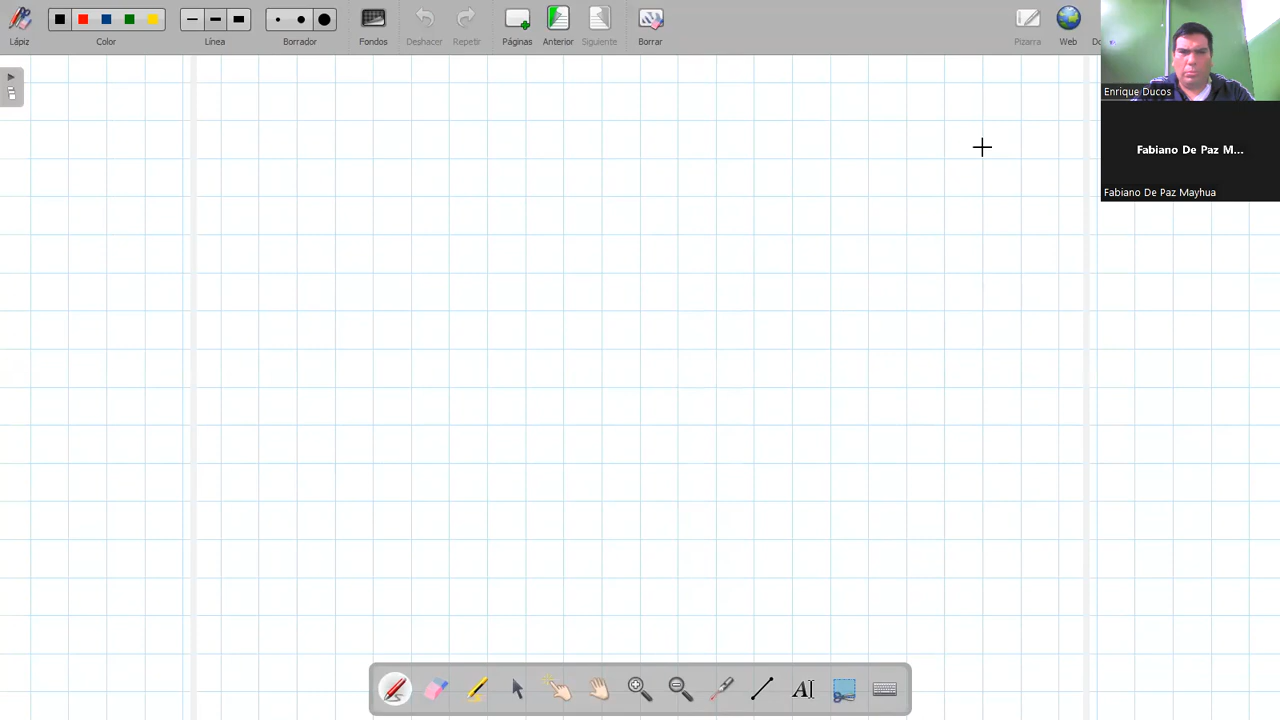 Lápiz
Color
Línea
Borrador
Fondos
Deshacer
Repetir
Páginas
Anterior
Siguiente
Borrar
Pizarra
Web
Enrique Ducos
Fabiano De Paz M...
Fabiano De Paz Mayhua